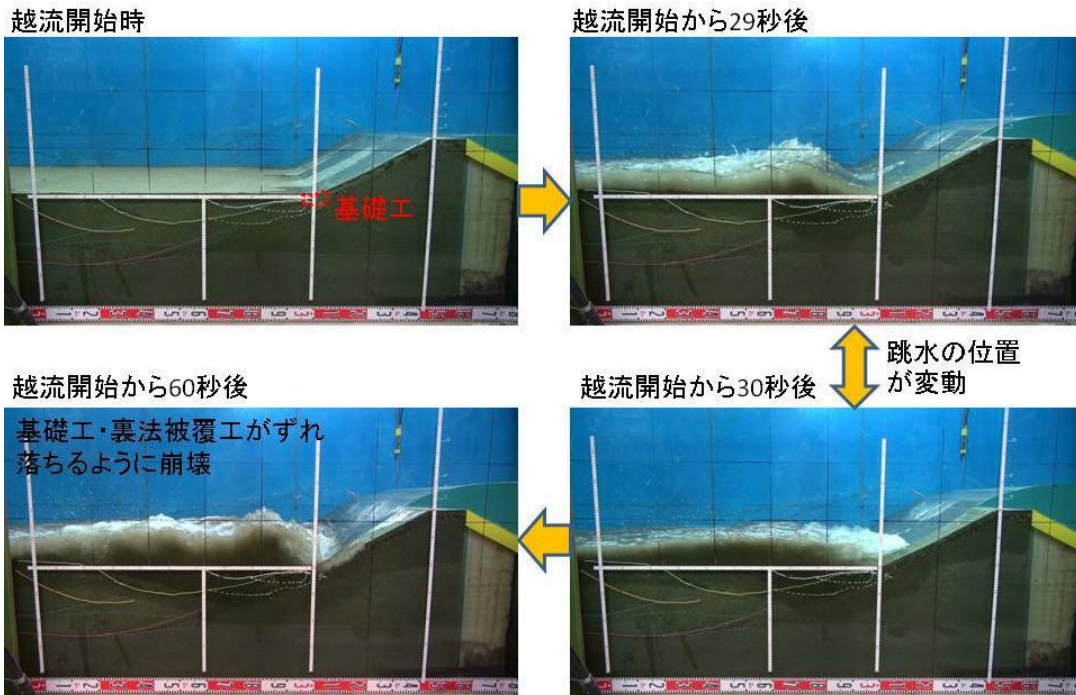 越流開始時
越流開始から29秒後
基礎工
跳水の位置
が変動
越流開始から60秒後
越流開始から30秒後
基礎工・裏法被覆工がずれ
落ちるように崩壊